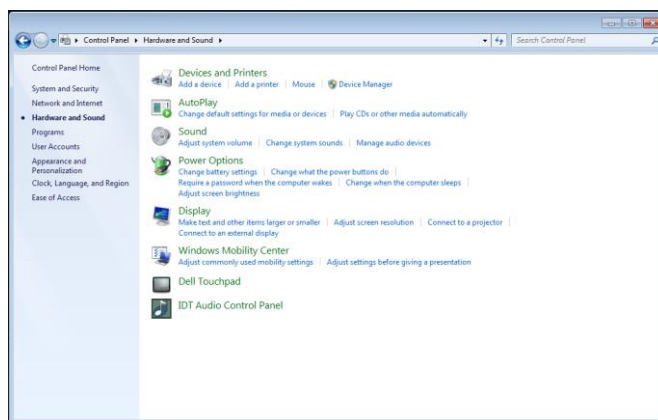 Control Panel ▸ Hardware and Sound ▸
Search Control Panel
Control Panel Home
System and Security
Network and Internet
Hardware and Sound
Programs
User Accounts
Appearance and
Personalization
Clock, Language, and Region
Ease of Access
Devices and Printers
Add a device | Add a printer | Mouse | Device Manager
AutoPlay
Change default settings for media or devices | Play CDs or other media automatically
Sound
Adjust system volume | Change system sounds | Manage audio devices
Power Options
Change battery settings | Change what the power buttons do |
Require a password when the computer wakes | Change when the computer sleeps |
Adjust screen brightness
Display
Make text and other items larger or smaller | Adjust screen resolution | Connect to a projector |
Connect to an external display
Windows Mobility Center
Adjust commonly used mobility settings | Adjust settings before giving a presentation
Dell Touchpad
IDT Audio Control Panel